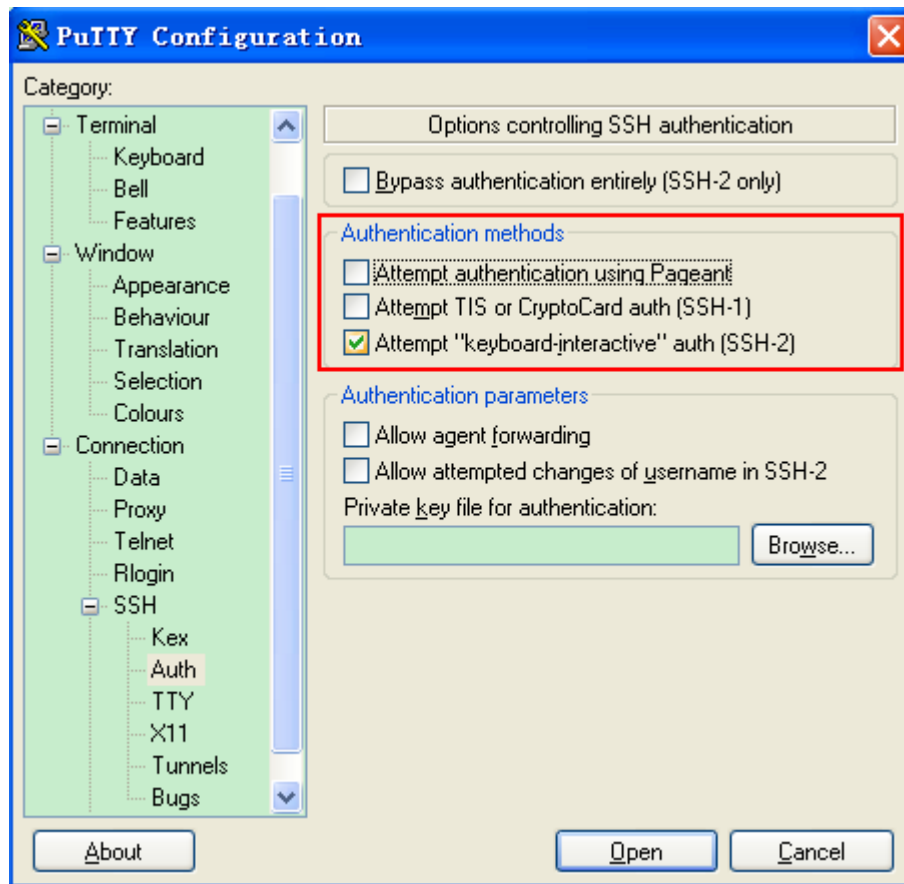 PuTTY Configuration
Category:
Terminal
Keyboard
Bell
Features
Window
Appearance
Behaviour
Translation
Selection
Colours
Connection
Data
Proxy
Telnet
Rlogin
SSH
Kex
Auth
TTY
X11
Tunnels
Bugs
Options controlling SSH authentication
Bypass authentication entirely (SSH-2 only)
Authentication methods
Attempt authentication using Pageant
Attempt TIS or CryptoCard auth (SSH-1)
Attempt "keyboard-interactive" auth (SSH-2)
Authentication parameters
Allow agent forwarding
Allow attempted changes of username in SSH-2
Private key file for authentication:
Browse...
About
Open
Cancel